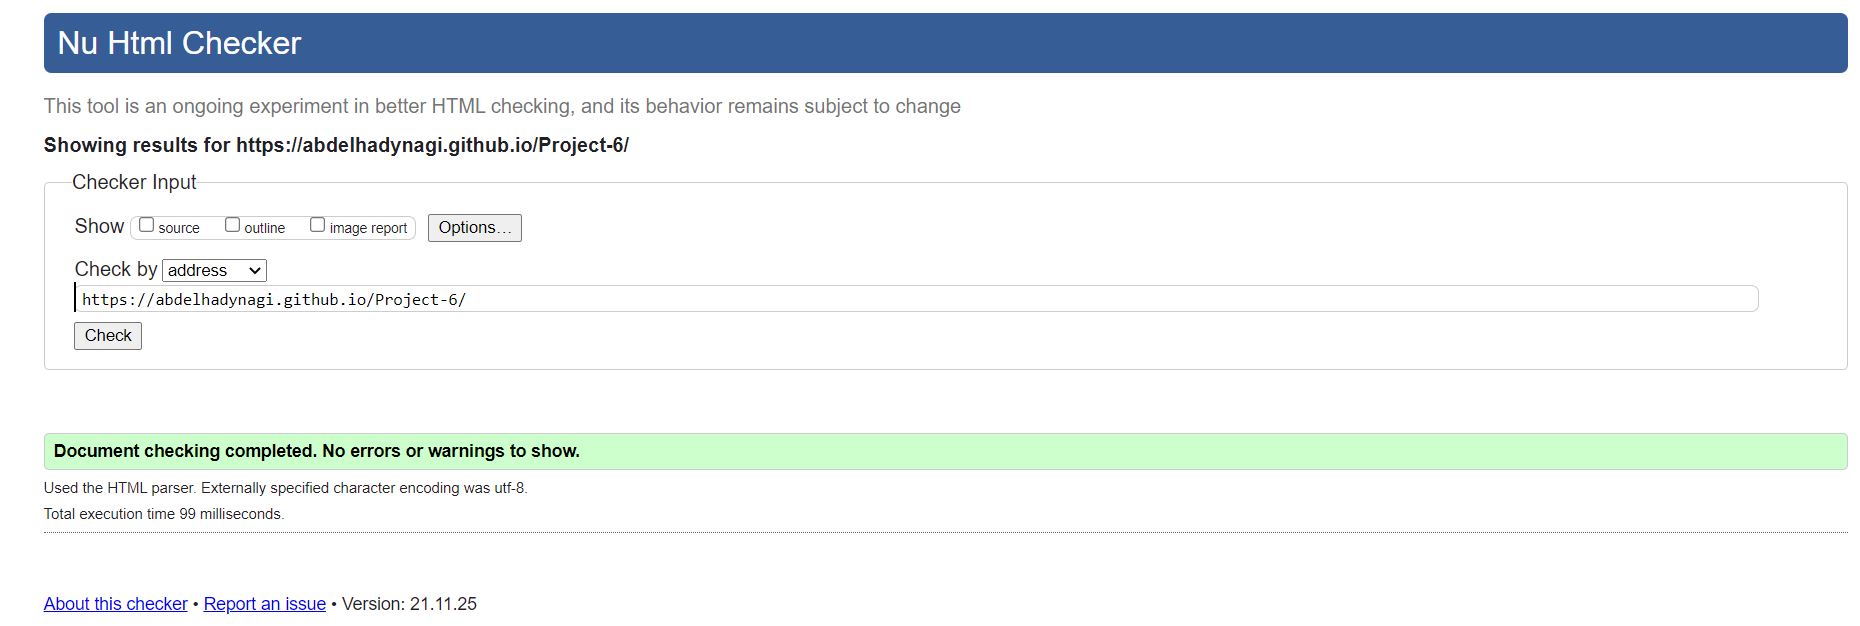 Nu Html Checker
This tool is an ongoing experiment in better HTML checking, and its behavior remains subject to change
Showing results for https://abdelhadynagi.github.io/Project-6/
Checker Input
Show source outline image report Options...
Check by address
https://abdelhadynagi.github.io/Project-6/
Check
Document checking completed. No errors or warnings to show.
Used the HTML parser. Externally specified character encoding was utf-8.
Total execution time 99 milliseconds.
About this checker • Report an issue • Version: 21.11.25